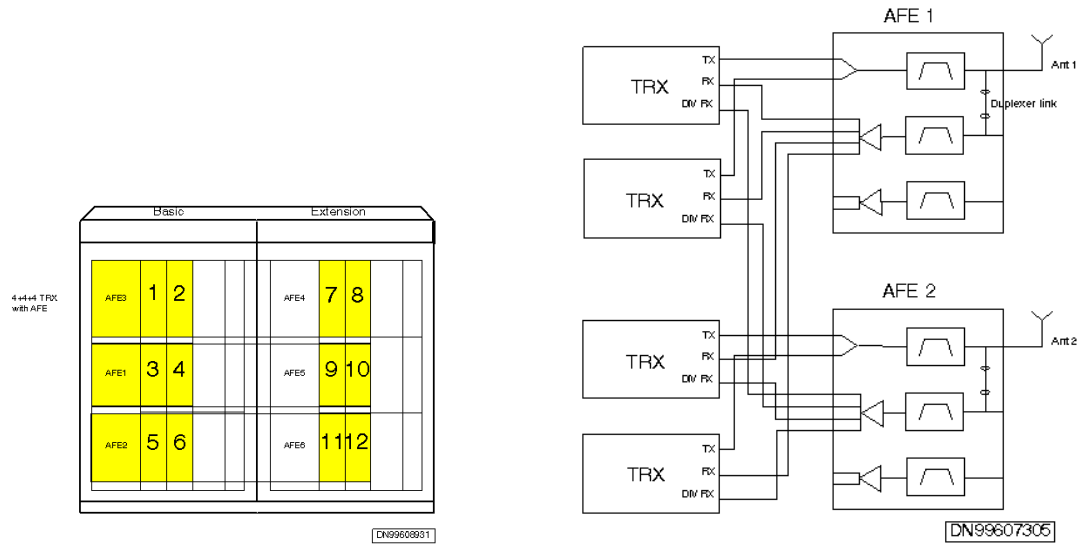 Basic Extension
4+4+4 TRX
with AFE
AFE3 1 2 AFE4 7 8
AFE1 3 4 AFE5 9 10
AFE2 5 6 AFE6 11 12
DN99608931
AFE 1
TRX TX
RX
DIV RX
Ant 1
Duplexer link
TRX TX
RX
DIV RX
AFE 2
TRX TX
RX
DIV RX
Ant 2
TRX TX
RX
DIV RX
DN99607305